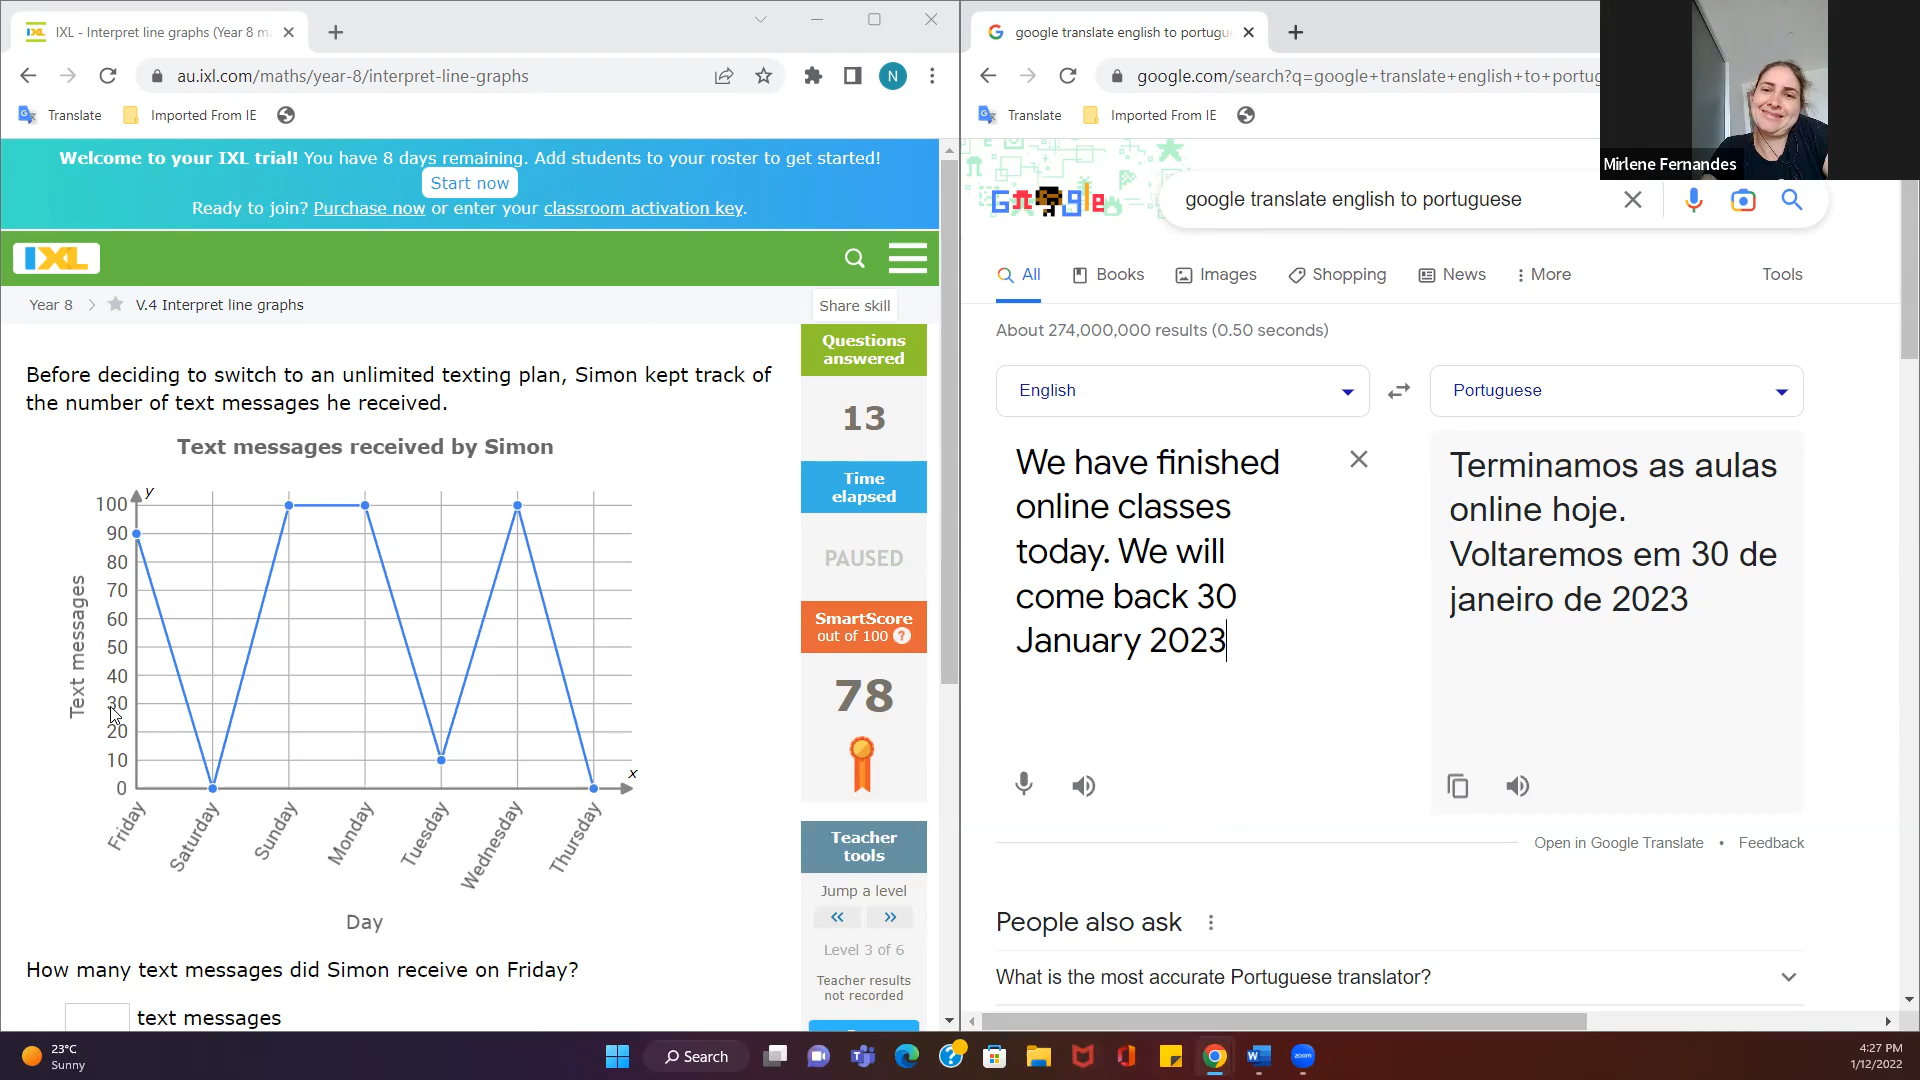 IXL - Interpret line graphs (Year 8 m
au.ixl.com/maths/year-8/interpret-line-graphs
N
Translate
Imported From IE
Welcome to your IXL trial! You have 8 days remaining. Add students to your roster to get started!
Start now
Ready to join? Purchase now or enter your classroom activation key.
IXL
Year 8
V.4 Interpret line graphs
Share skill
Before deciding to switch to an unlimited texting plan, Simon kept track of
the number of text messages he received.
Text messages received by Simon
y
100
90
80
70
60
50
40
30
20
10
0
x
Text messages
Friday
Saturday
Sunday
Monday
Tuesday
Wednesday
Thursday
Day
How many text messages did Simon receive on Friday?
text messages
Questions
answered
13
Time
elapsed
PAUSED
SmartScore
out of 100 ?
78
Teacher
tools
Jump a level
Level 3 of 6
Teacher results
not recorded
google translate english to portugu
google.com/search?q=google+translate+english+to+portug
Translate
Imported From IE
Mirlene Fernandes
Google
google translate english to portuguese
All
Books
Images
Shopping
News
More
Tools
About 274,000,000 results (0.50 seconds)
English
Portuguese
We have finished
online classes
today. We will
come back 30
January 2023
Terminamos as aulas
online hoje.
Voltaremos em 30 de
janeiro de 2023
Open in Google Translate • Feedback
People also ask
What is the most accurate Portuguese translator?
23°C
Sunny
Search
zoom
4:27 PM
1/12/2022